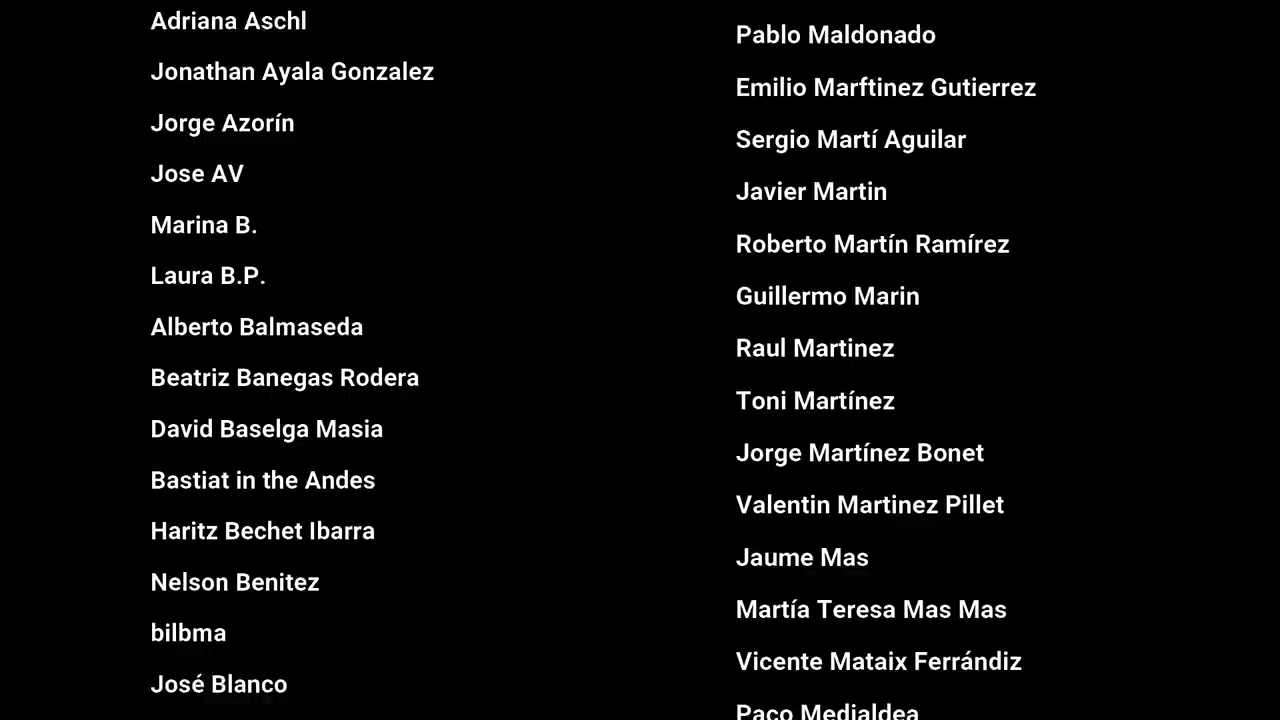 Adriana Aschl
Jonathan Ayala Gonzalez
Jorge Azorín
Jose AV
Marina B.
Laura B.P.
Alberto Balmaseda
Beatriz Banegas Rodera
David Baselga Masia
Bastiat in the Andes
Haritz Bechet Ibarra
Nelson Benitez
bilbma
José Blanco
Pablo Maldonado
Emilio Marftinez Gutierrez
Sergio Martí Aguilar
Javier Martin
Roberto Martín Ramírez
Guillermo Marin
Raul Martinez
Toni Martínez
Jorge Martínez Bonet
Valentin Martinez Pillet
Jaume Mas
Martía Teresa Mas Mas
Vicente Mataix Ferrándiz
Paco Medialdea